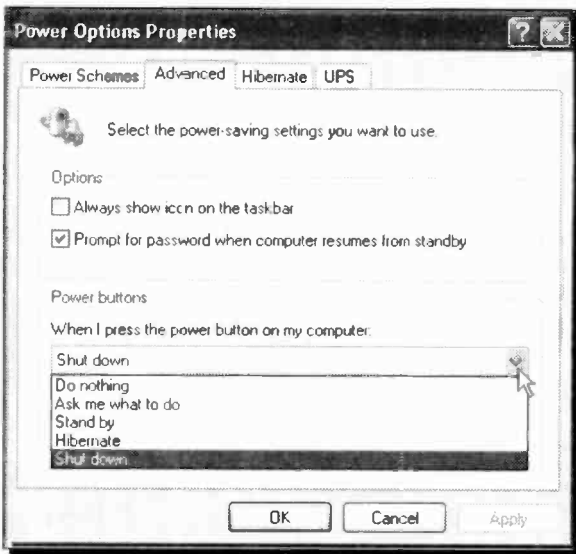 Power Options Properties
Power Schemes Advanced Hibernate UPS
Select the power-saving settings you want to use.
Options
Always show icon on the taskbar
Prompt for password when computer resumes from standby
Power buttons
When I press the power button on my computer:
Shut down
Do nothing
Ask me what to do
Stand by
Hibernate
Shut down
OK Cancel Apply